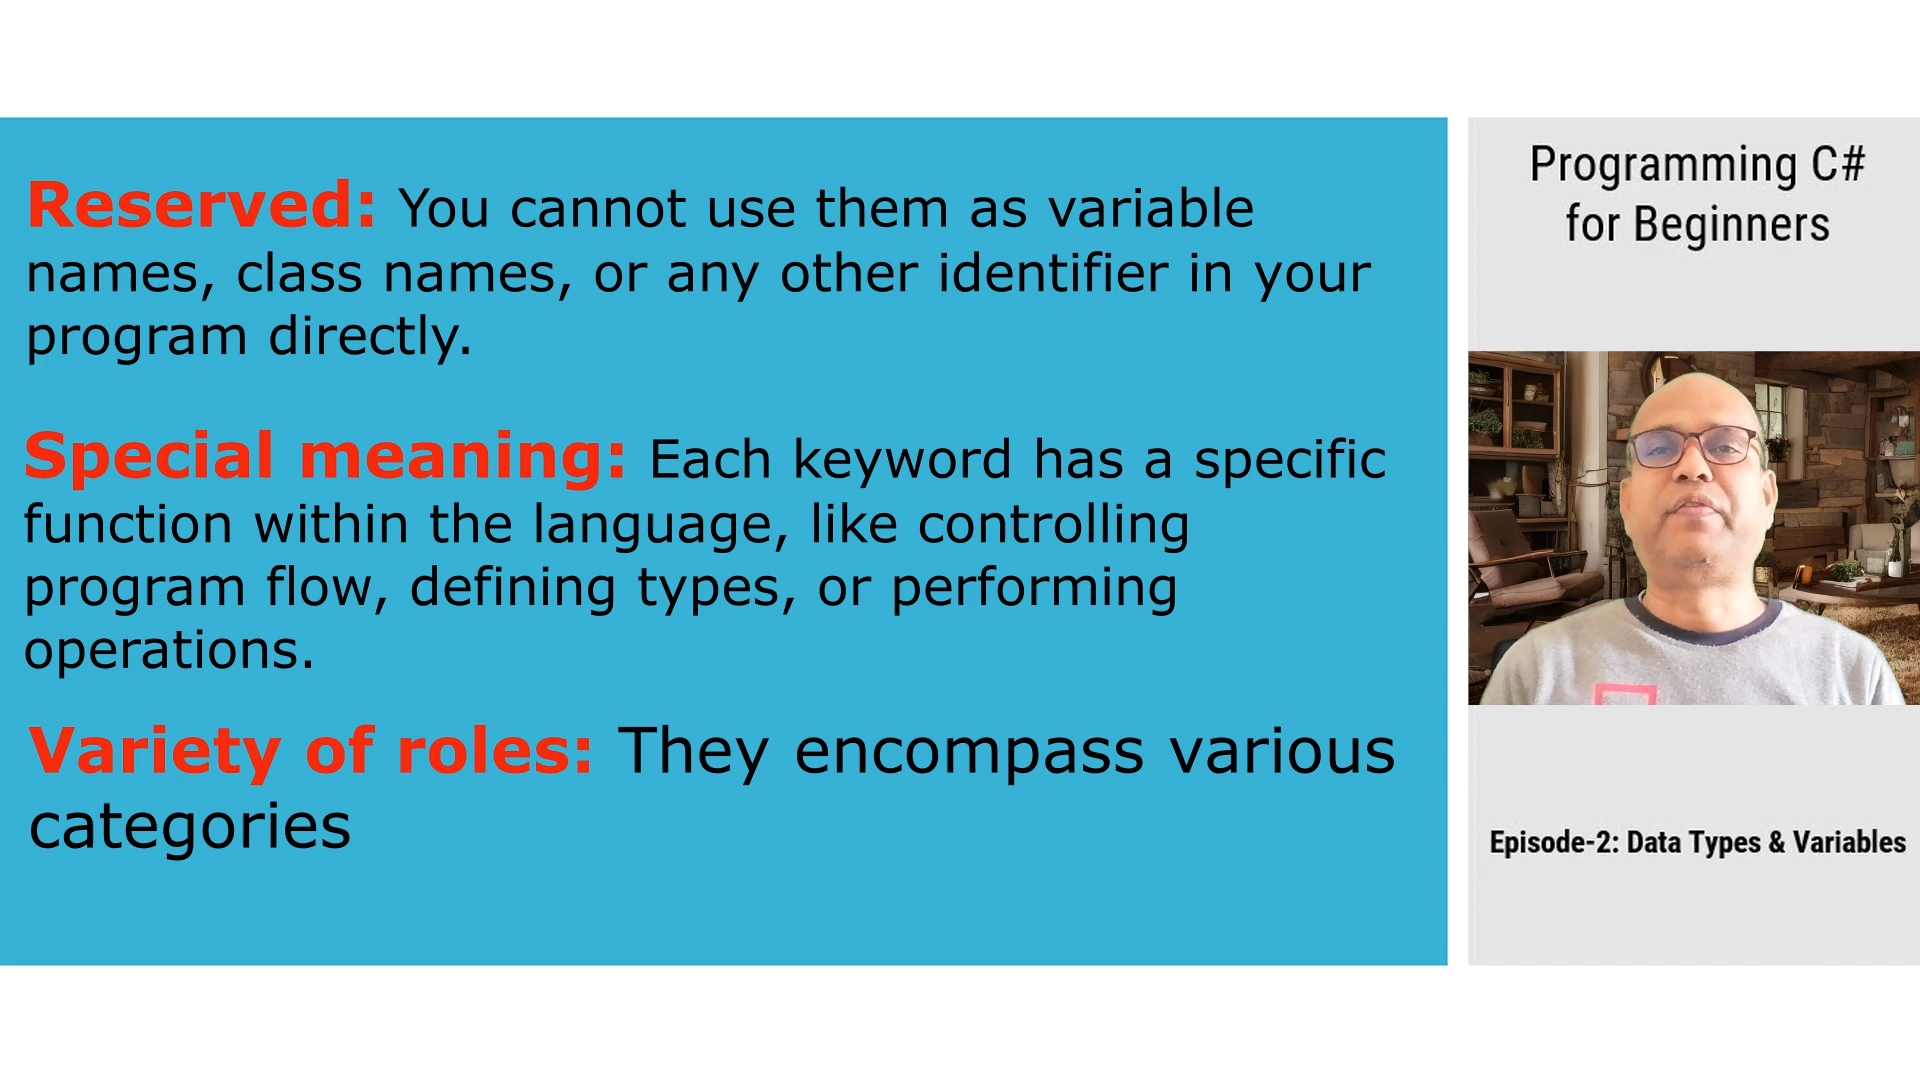 Reserved: You cannot use them as variable
names, class names, or any other identifier in your
program directly.
Special meaning: Each keyword has a specific
function within the language, like controlling
program flow, defining types, or performing
operations.
Variety of roles: They encompass various
categories
Programming C#
for Beginners
Episode-2: Data Types & Variables